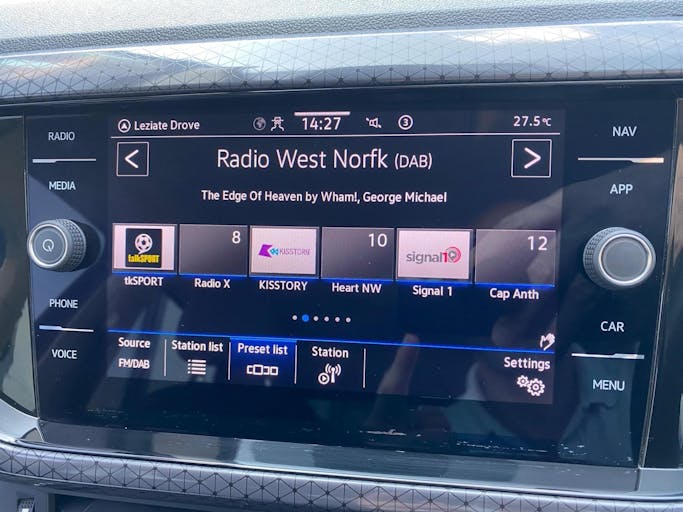 RADIO
MEDIA
PHONE
VOICE
Leziate Drove
14:27
3
27.5°C
Radio West Norfk (DAB)
The Edge Of Heaven by Wham!, George Michael
talkSPORT
8
KISSTORY
10
signal1
12
tkSPORT
Radio X
KISSTORY
Heart NW
Signal 1
Cap Anth
Source
FM/DAB
Station list
Preset list
Station
Settings
NAV
APP
CAR
MENU